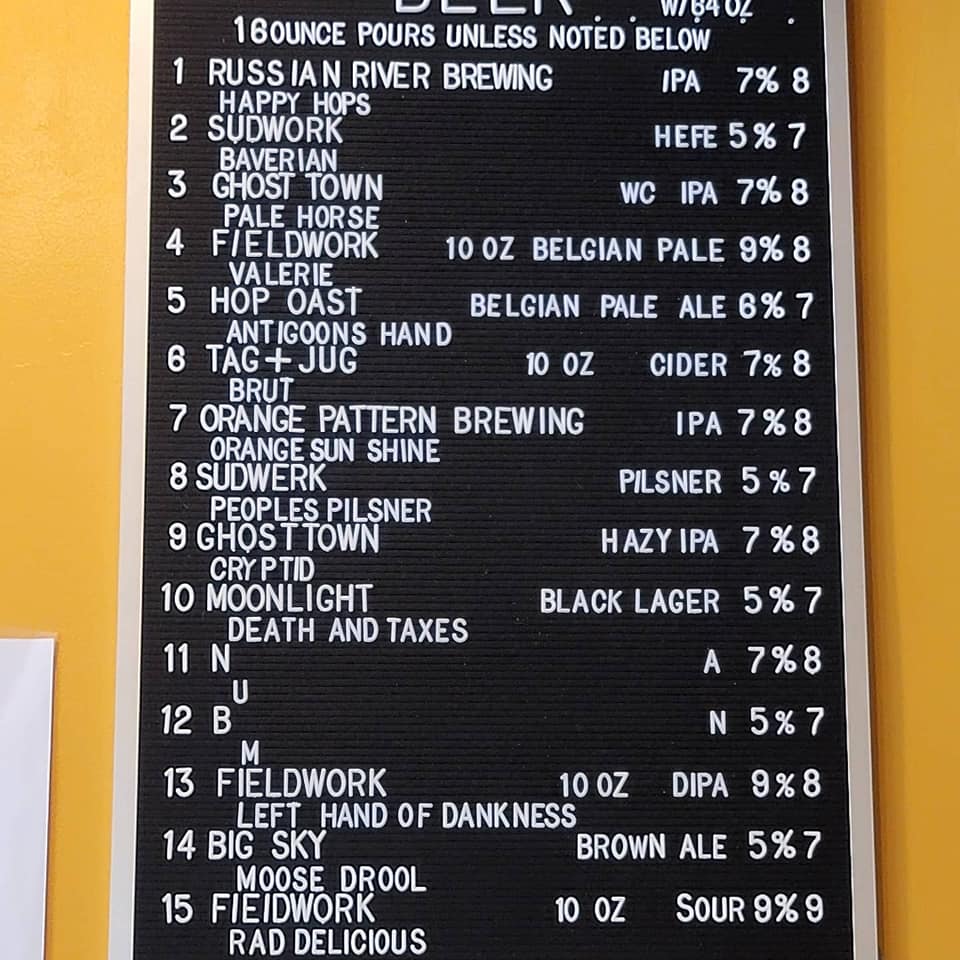 BEER
W/64 OZ
16OUNCE POURS UNLESS NOTED BELOW
1 RUSSIAN RIVER BREWING IPA 7% 8
HAPPY HOPS
2 SUDWORK HEFE 5% 7
BAVERIAN
3 GHOST TOWN WC IPA 7% 8
PALE HORSE
4 FIELDWORK 10 OZ BELGIAN PALE 9% 8
VALERIE
5 HOP OAST BELGIAN PALE ALE 6% 7
ANTIGOONS HAND
6 TAG+JUG 10 OZ CIDER 7% 8
BRUT
7 ORANGE PATTERN BREWING IPA 7% 8
ORANGE SUN SHINE
8 SUDWERK PILSNER 5% 7
PEOPLES PILSNER
9 GHOSTTOWN HAZY IPA 7% 8
CRYPTID
10 MOONLIGHT BLACK LAGER 5% 7
DEATH AND TAXES
11 N A 7% 8
U
12 B N 5% 7
M
13 FIELDWORK 10 OZ DIPA 9% 8
LEFT HAND OF DANKNESS
14 BIG SKY BROWN ALE 5% 7
MOOSE DROOL
15 FIEIDWORK 10 OZ SOUR 9% 9
RAD DELICIOUS